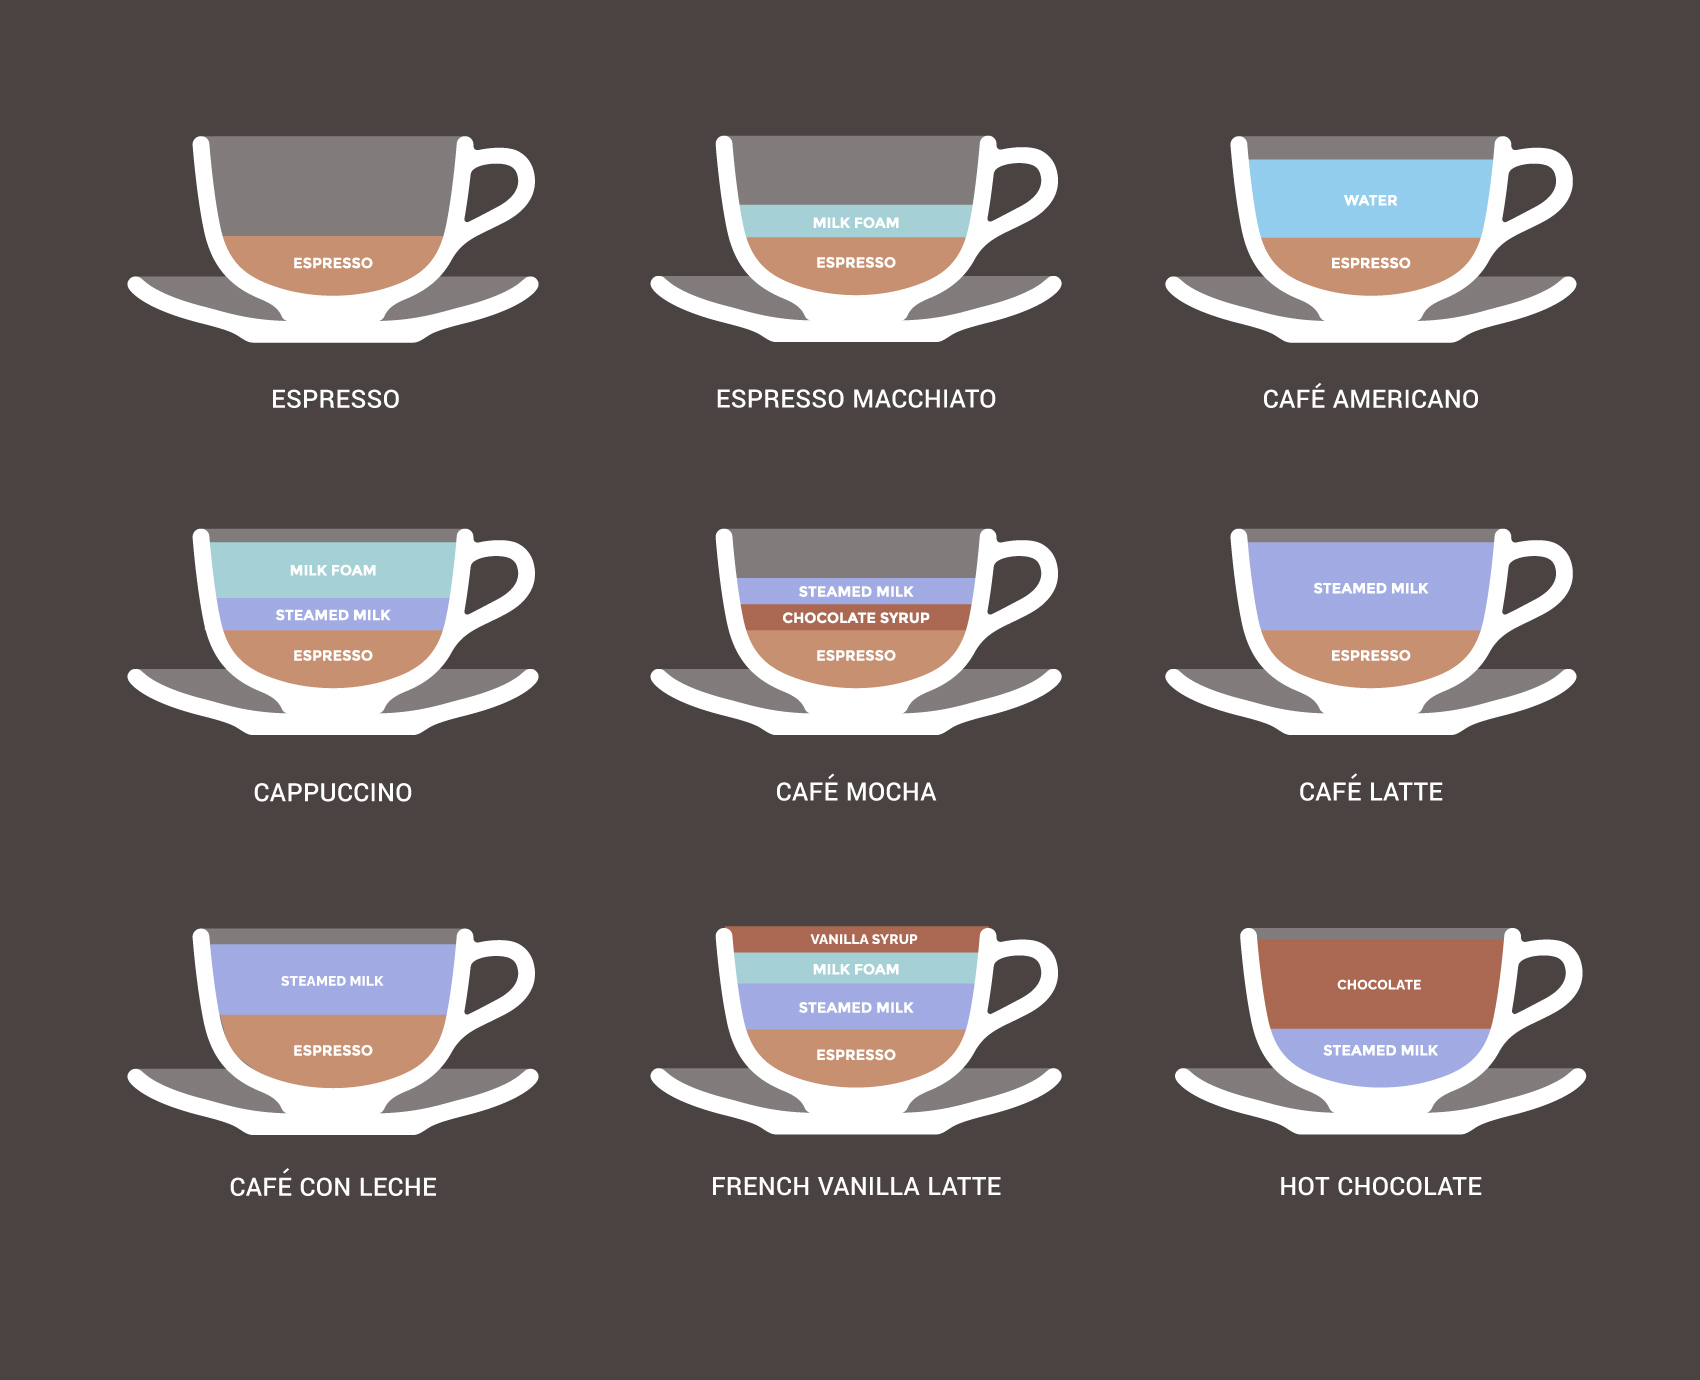 ESPRESSO
ESPRESSO
MILK FOAM
ESPRESSO
ESPRESSO MACCHIATO
WATER
ESPRESSO
CAFÉ AMERICANO
MILK FOAM
STEAMED MILK
ESPRESSO
CAPPUCCINO
STEAMED MILK
CHOCOLATE SYRUP
ESPRESSO
CAFÉ MOCHA
STEAMED MILK
ESPRESSO
CAFÉ LATTE
STEAMED MILK
ESPRESSO
CAFÉ CON LECHE
VANILLA SYRUP
MILK FOAM
STEAMED MILK
ESPRESSO
FRENCH VANILLA LATTE
CHOCOLATE
STEAMED MILK
HOT CHOCOLATE